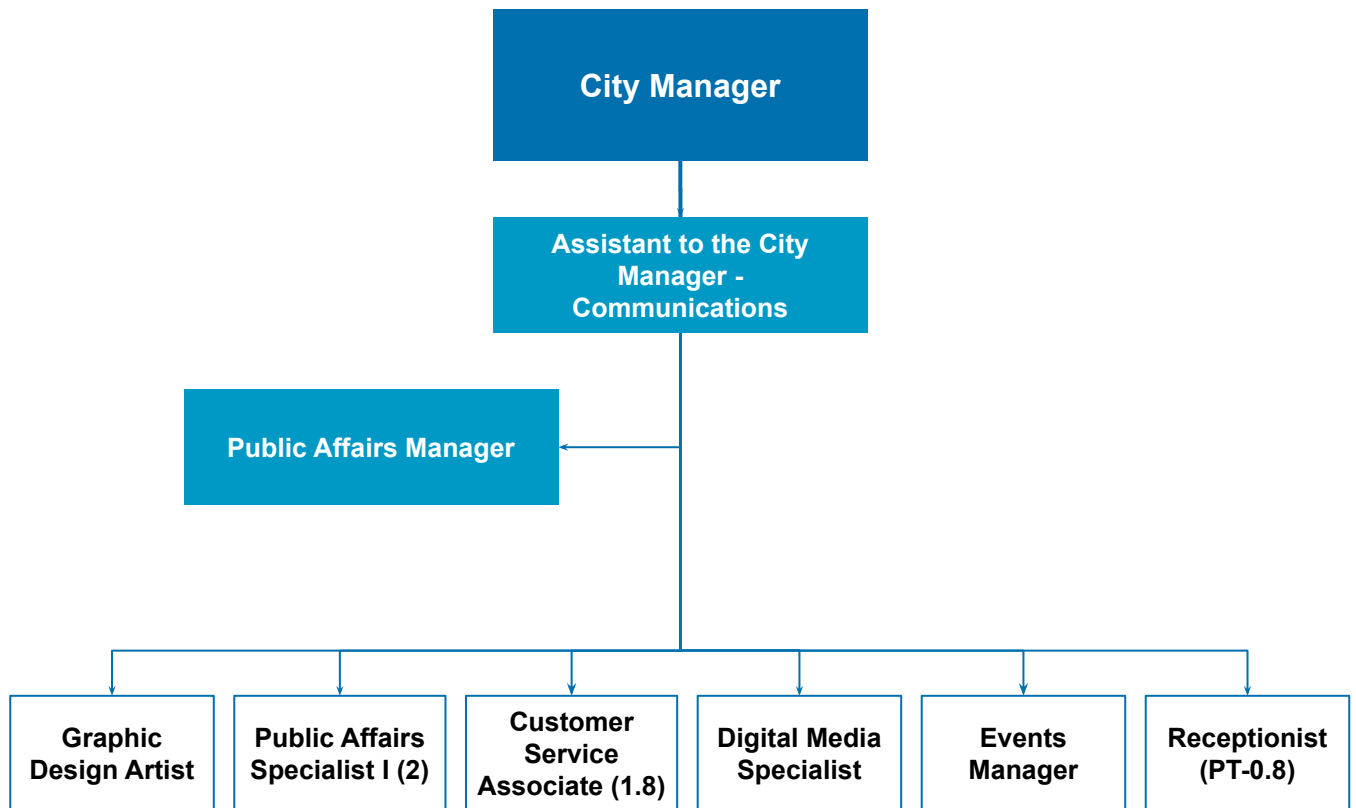 City Manager
Assistant to the City
Manager -
Communications
Public Affairs Manager
Graphic
Design Artist
Public Affairs
Specialist I (2)
Customer
Service
Associate (1.8)
Digital Media
Specialist
Events
Manager
Receptionist
(PT-0.8)